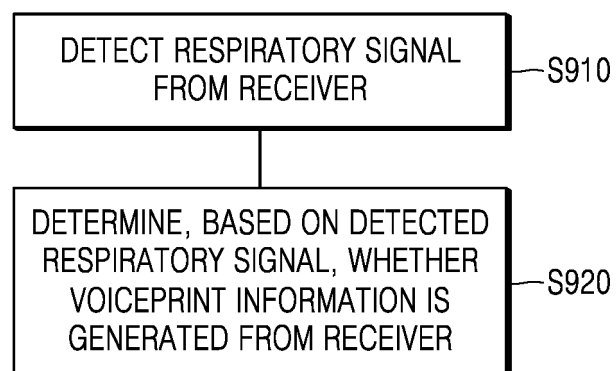 DETECT RESPIRATORY SIGNAL
FROM RECEIVER
S910
DETERMINE, BASED ON DETECTED
RESPIRATORY SIGNAL, WHETHER
VOICEPRINT INFORMATION IS
GENERATED FROM RECEIVER
S920